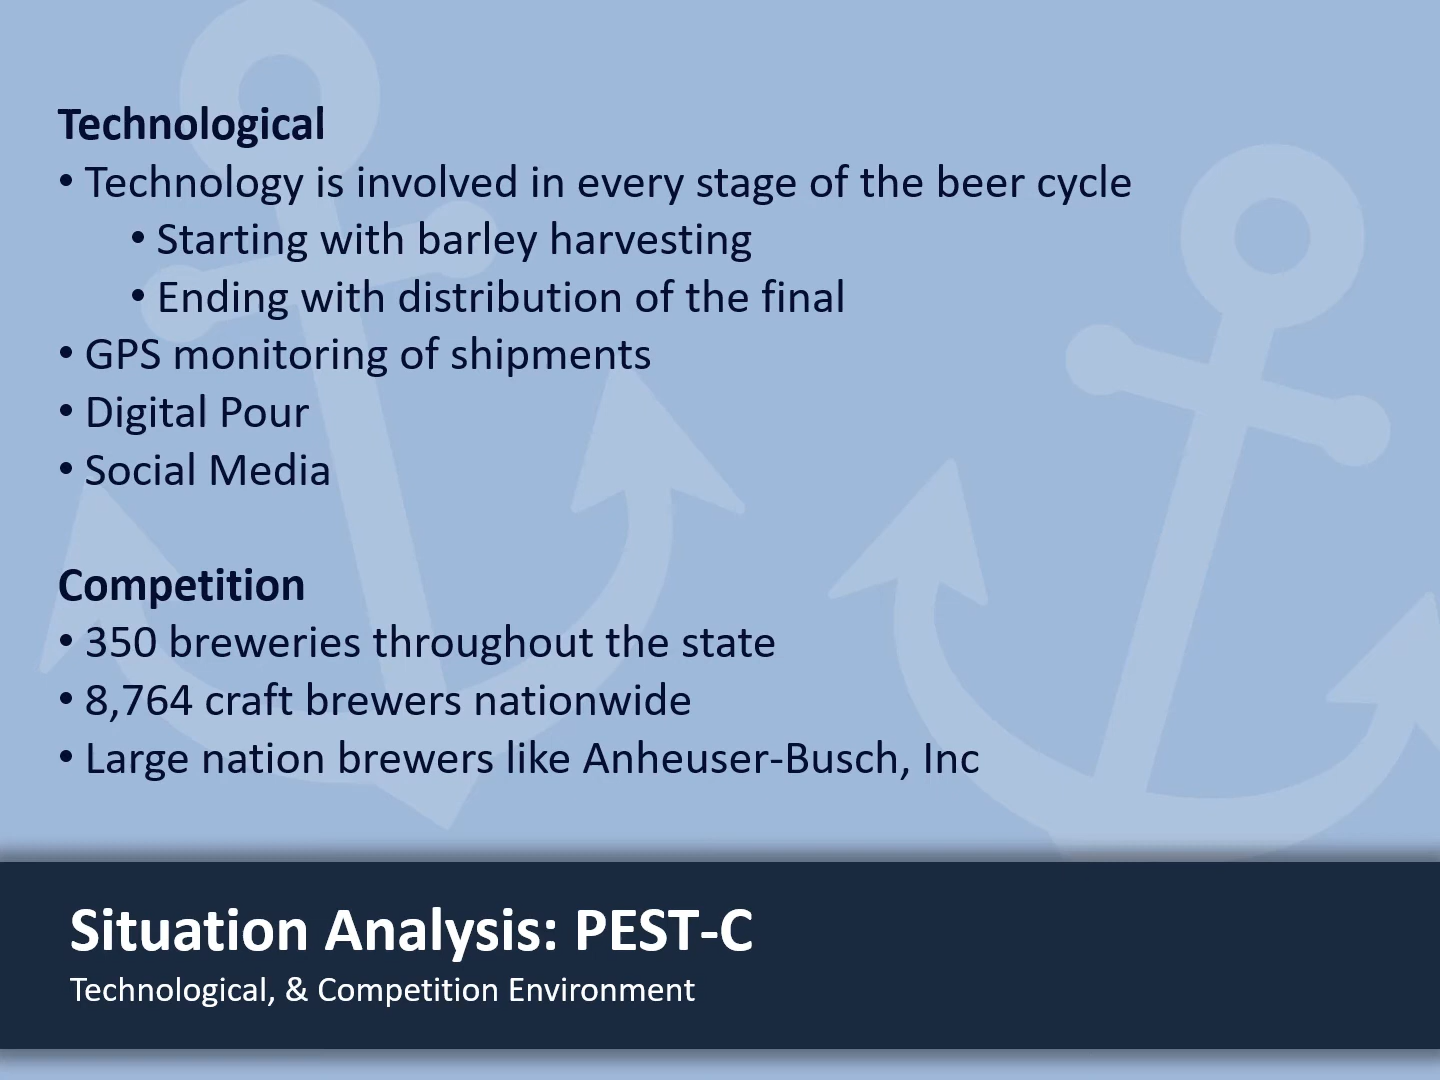 Technological
• Technology is involved in every stage of the beer cycle
• Starting with barley harvesting
• Ending with distribution of the final
• GPS monitoring of shipments
• Digital Pour
• Social Media
Competition
• 350 breweries throughout the state
• 8,764 craft brewers nationwide
• Large nation brewers like Anheuser-Busch, Inc
Situation Analysis: PEST-C
Technological, & Competition Environment